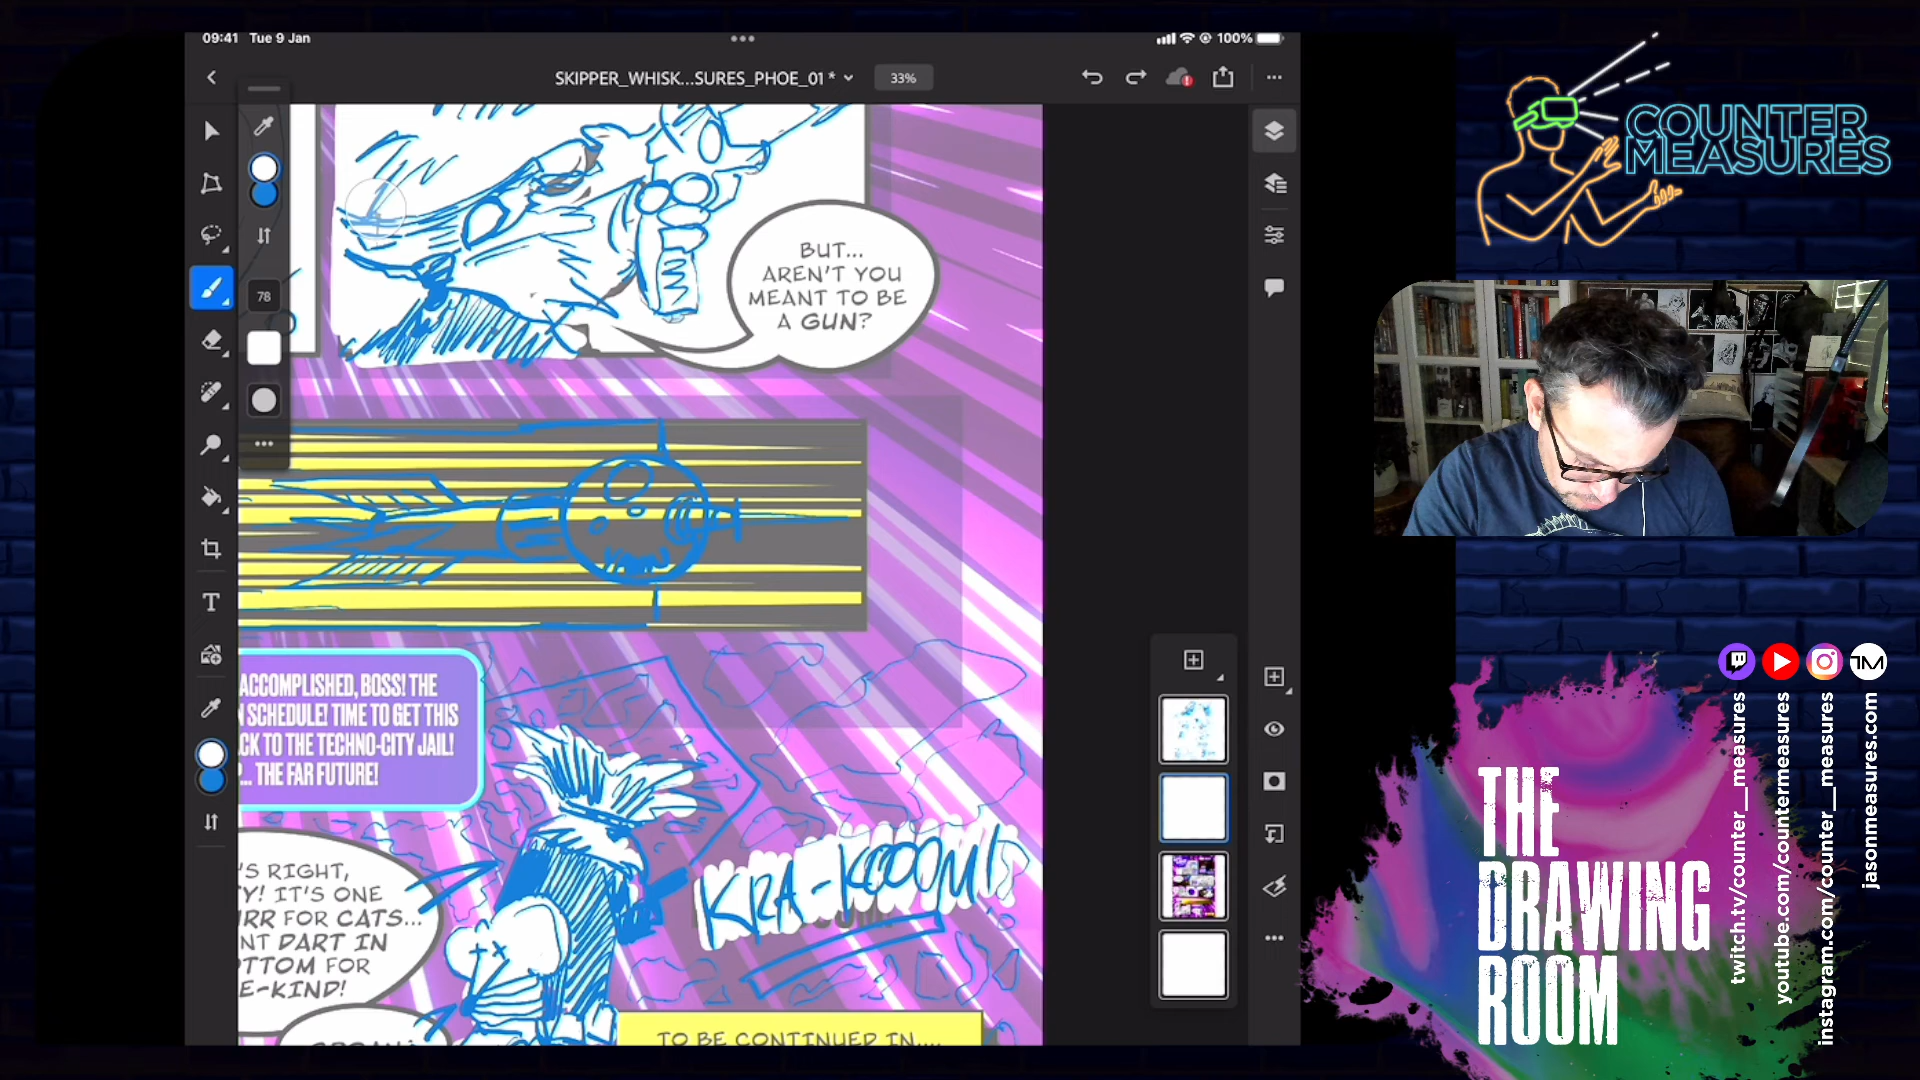 09:41 Tue 9 Jan
100%
SKIPPER_WHISK...SURES_PHOE_01 *
33%
78
BUT...
AREN'T YOU
MEANT TO BE
A GUN?
ACCOMPLISHED, BOSS! THE
SCHEDULE! TIME TO GET THIS
CK TO THE TECHNO-CITY JAIL!
... THE FAR FUTURE!
'S RIGHT,
Y! IT'S ONE
URR FOR CATS...
NT DART IN
TTOM FOR
E-KIND!
KRA-KOOOM!
TO BE CONTINUED IN....
COUNTER
MEASURES
THE
DRAWING
ROOM
twitch.tv/counter__measures
youtube.com/countermeasures
instagram.com/counter__measures
jasonmeasures.com